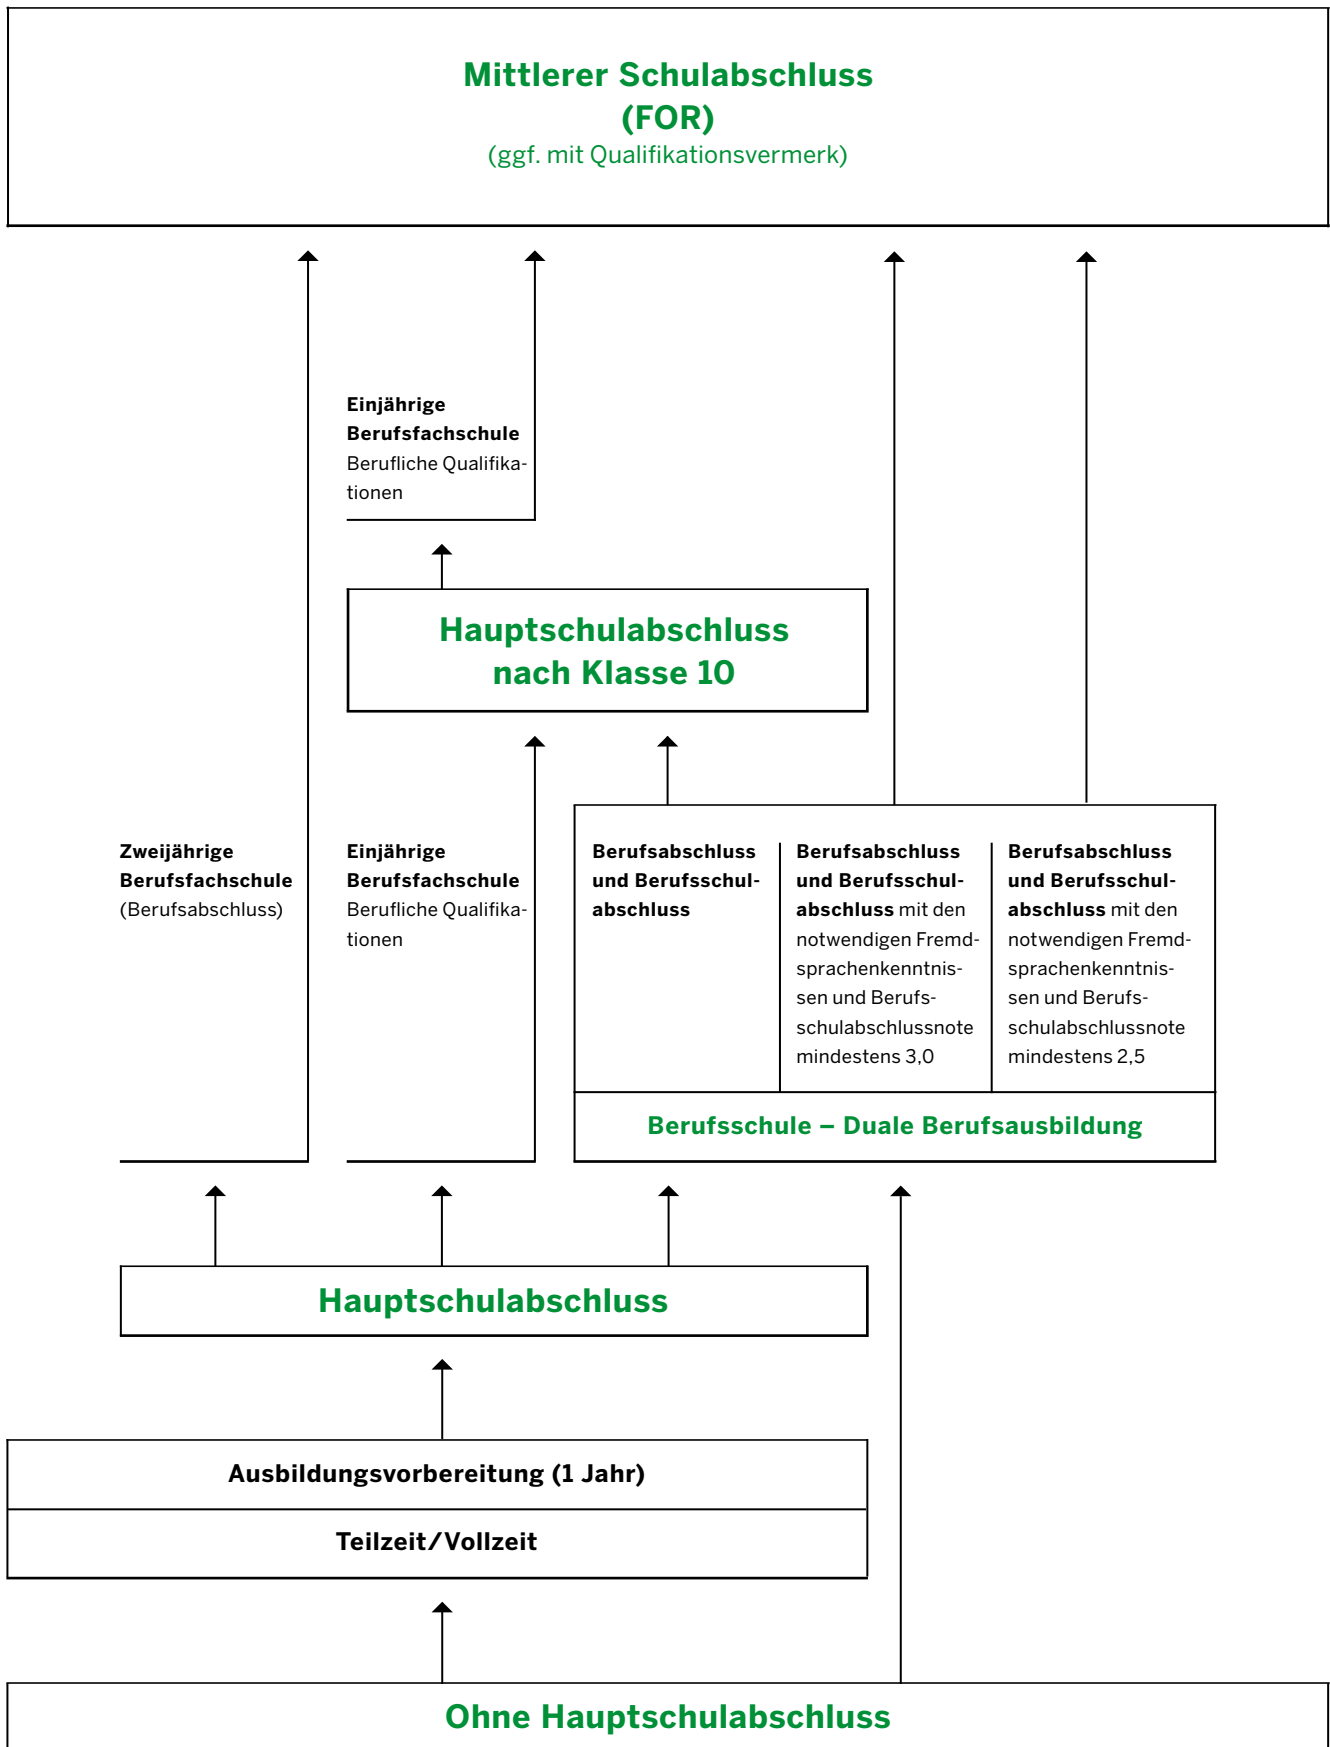 Mittlerer Schulabschluss
(FOR)
(ggf. mit Qualifikationsvermerk)
Einjährige
Berufsfachschule
Berufliche Qualifika-
tionen
Hauptschulabschluss
nach Klasse 10
Zweijährige
Berufsfachschule
(Berufsabschluss)
Einjährige
Berufsfachschule
Berufliche Qualifika-
tionen
Berufsabschluss
und Berufsschul-
abschluss
Berufsabschluss
und Berufsschul-
abschluss mit den
notwendigen Fremd-
sprachenkenntnis-
sen und Berufs-
schulabschlussnote
mindestens 3,0
Berufsabschluss
und Berufsschul-
abschluss mit den
notwendigen Fremd-
sprachenkenntnis-
sen und Berufs-
schulabschlussnote
mindestens 2,5
Berufsschule – Duale Berufsausbildung
Hauptschulabschluss
Ausbildungsvorbereitung (1 Jahr)
Teilzeit/Vollzeit
Ohne Hauptschulabschluss